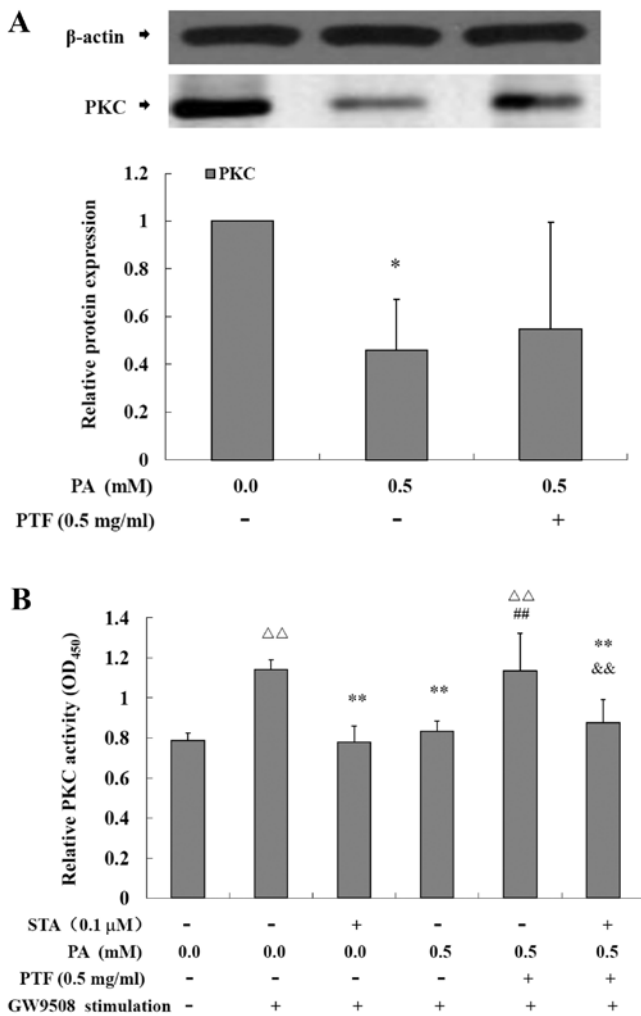 A
β-actin
PKC
PKC
Relative protein expression
1.2
1
0.8
0.6
0.4
0.2
0
*
PA (mM) 0.0 0.5 0.5
PTF (0.5 mg/ml) - - +
B
Relative PKC activity (OD450)
1.4
1.2
1
0.8
0.6
0.4
0.2
0
△△
**
**
△△
##
**
&&
STA (0.1 μM) - - + - - +
PA (mM) 0.0 0.0 0.0 0.5 0.5 0.5
PTF (0.5 mg/ml) - - - - + +
GW9508 stimulation - + + + + +